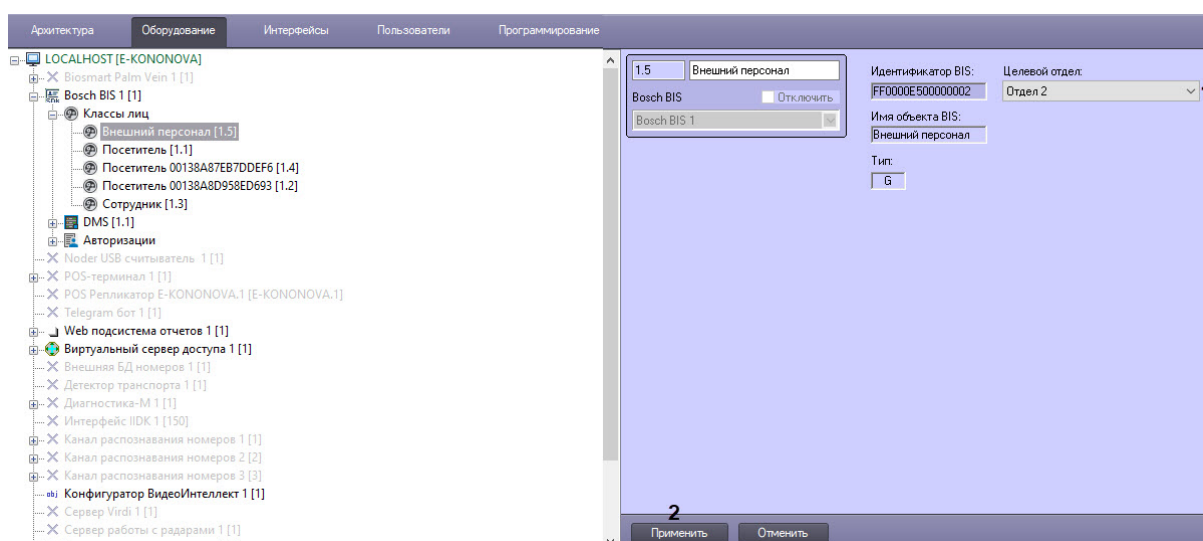 Архитектура Оборудование Интерфейсы Пользователи Программирование
LOCALHOST [E-KONONOVA]
Biosmart Palm Vein 1 [1]
Bosch BIS 1 [1]
Классы лиц
Внешний персонал [1.5]
Посетитель [1.1]
Посетитель 00138A87EB7DDEF6 [1.4]
Посетитель 00138A8D958ED693 [1.2]
Сотрудник [1.3]
DMS [1.1]
Авторизации
Noder USB считыватель 1 [1]
POS-терминал 1 [1]
POS Репликатор E-KONONOVA.1 [E-KONONOVA.1]
Telegram бот 1 [1]
Web подсистема отчетов 1 [1]
Виртуальный сервер доступа 1 [1]
Внешняя БД номеров 1 [1]
Детектор транспорта 1 [1]
Диагностика-М 1 [1]
Интерфейс IIDK 1 [150]
Канал распознавания номеров 1 [1]
Канал распознавания номеров 2 [2]
Канал распознавания номеров 3 [3]
obj Конфигуратор ВидеоИнтеллект 1 [1]
Сервер Virdi 1 [1]
Сервер работы с радарами 1 [1]
1.5 Внешний персонал
Bosch BIS Отключить
Bosch BIS 1
Идентификатор BIS: Целевой отдел:
FF0000E500000002 Отдел 2
Имя объекта BIS:
Внешний персонал
Тип:
G
2
Применить Отменить